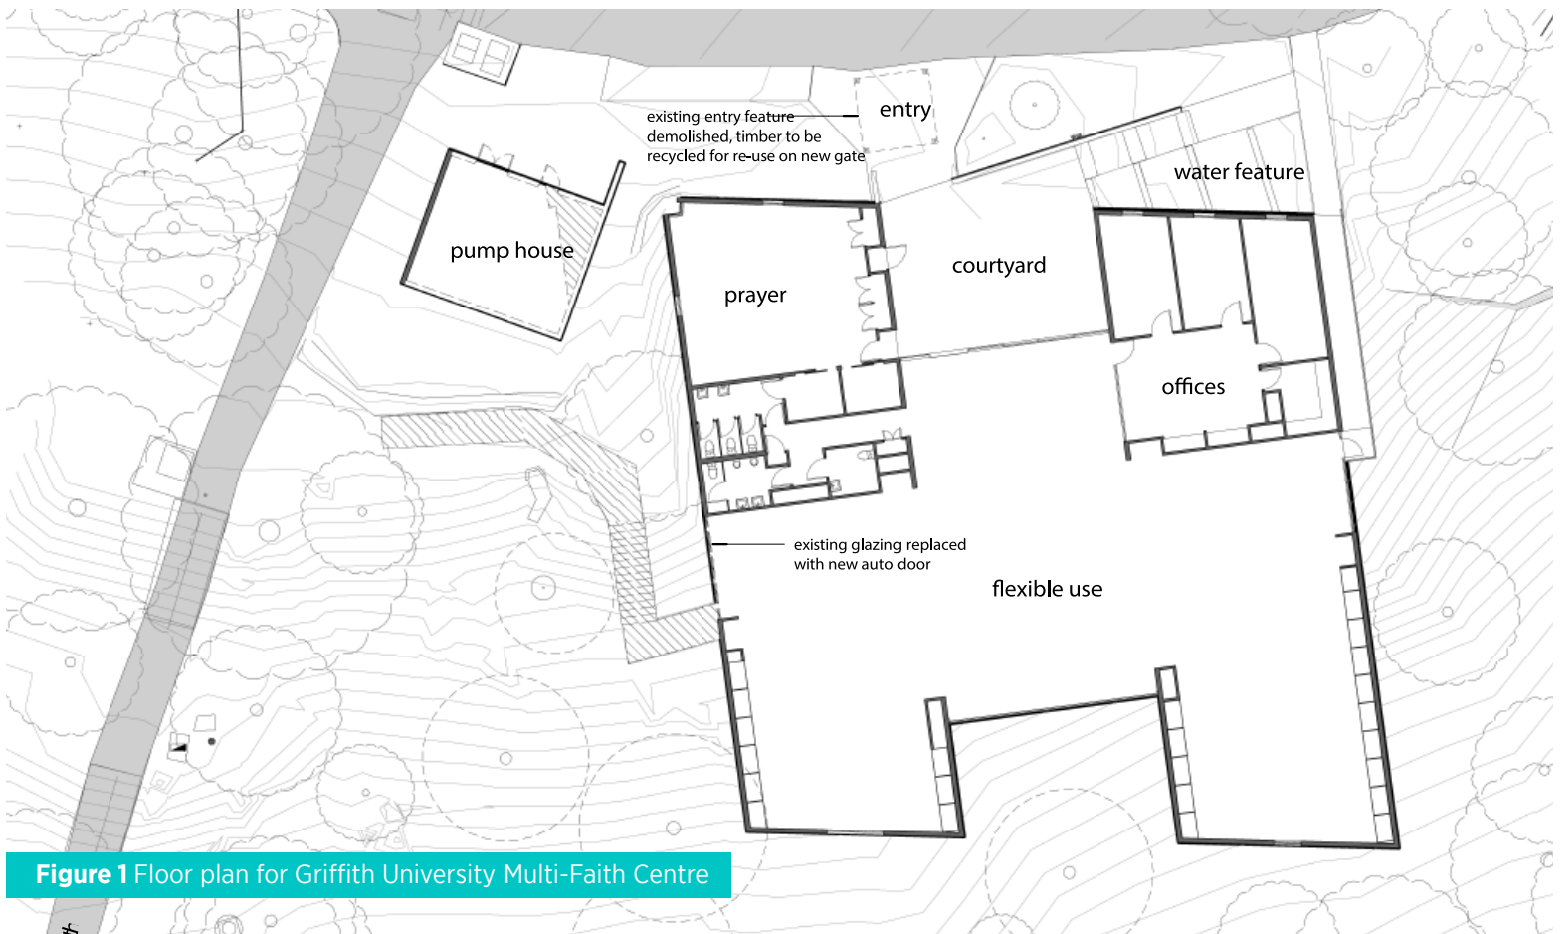 existing entry feature
demolished, timber to be
recycled for re-use on new gate
entry
water feature
pump house
courtyard
prayer
offices
existing glazing replaced
with new auto door
flexible use
Figure 1 Floor plan for Griffith University Multi-Faith Centre